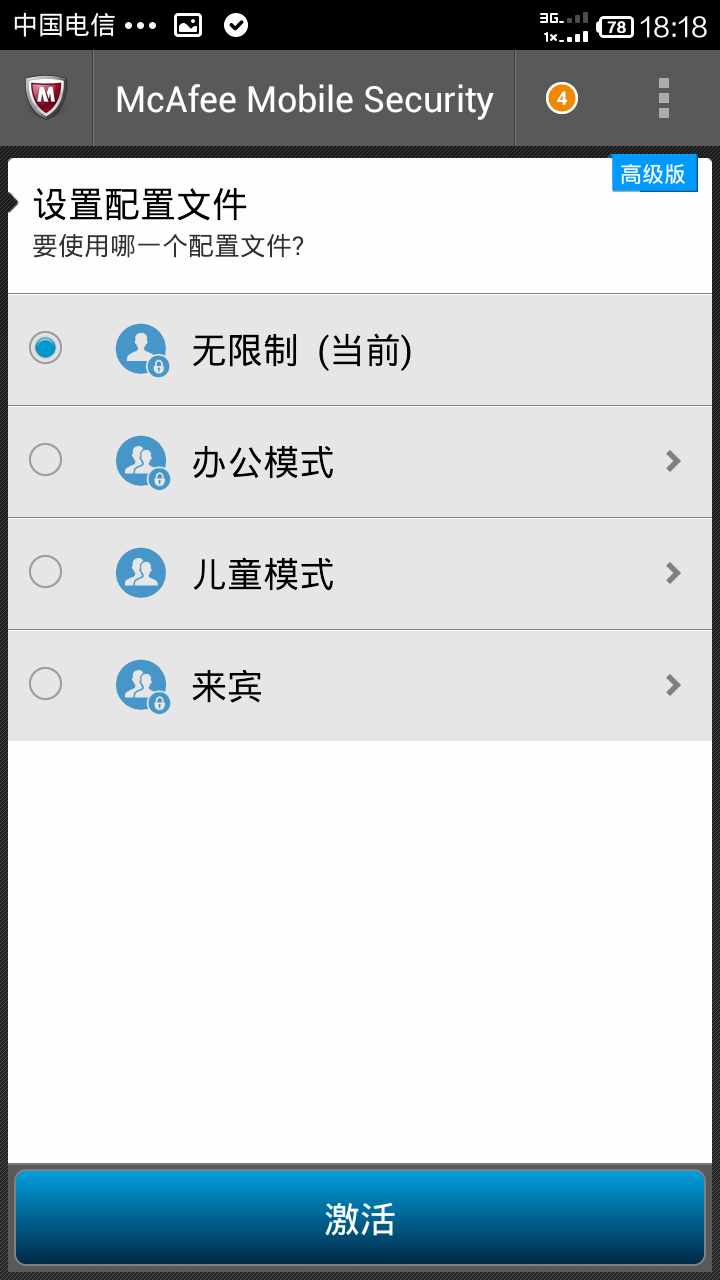 中国电信 ••• 3G 1× 78 18:18
McAfee Mobile Security 4
高级版
设置配置文件
要使用哪一个配置文件?
无限制 (当前)
办公模式
儿童模式
来宾
激活